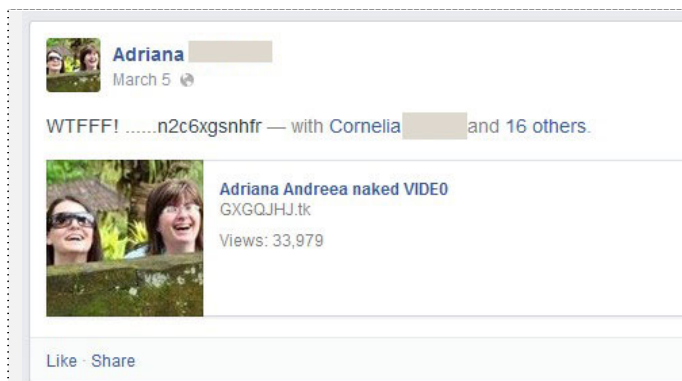 Adriana
March 5
WTFFF! ......n2c6xgsnhfr — with Cornelia and 16 others.
Adriana Andreea naked VIDE0
GXGQJHJ.tk
Views: 33,979
Like · Share